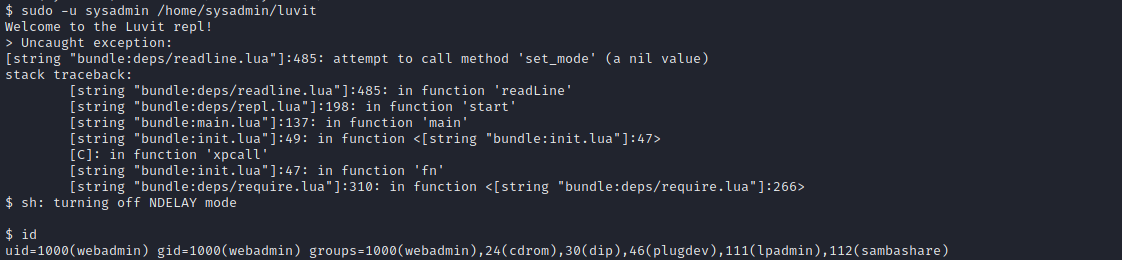 $ sudo -u sysadmin /home/sysadmin/luvit
Welcome to the Luvit repl!
> Uncaught exception:
[string "bundle:deps/readline.lua"]:485: attempt to call method 'set_mode' (a nil value)
stack traceback:
        [string "bundle:deps/readline.lua"]:485: in function 'readLine'
        [string "bundle:deps/repl.lua"]:198: in function 'start'
        [string "bundle:main.lua"]:137: in function 'main'
        [string "bundle:init.lua"]:49: in function <[string "bundle:init.lua"]:47>
        [C]: in function 'xpcall'
        [string "bundle:init.lua"]:47: in function 'fn'
        [string "bundle:deps/require.lua"]:310: in function <[string "bundle:deps/require.lua"]:266>
$ sh: turning off NDELAY mode
$ id
uid=1000(webadmin) gid=1000(webadmin) groups=1000(webadmin),24(cdrom),30(dip),46(plugdev),111(lpadmin),112(sambashare)